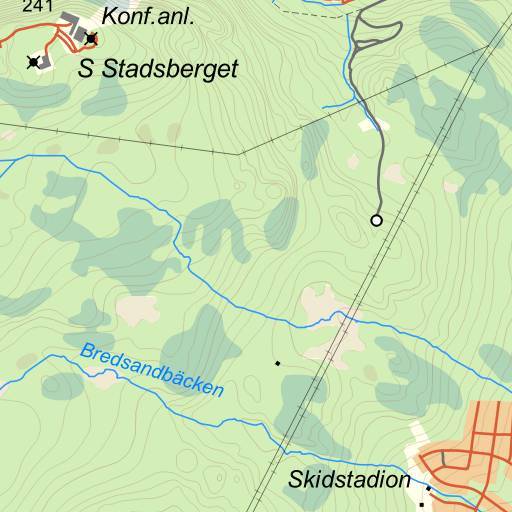 241
Konf.anl.
S Stadsberget
Bredsandbäcken
Skidstadion